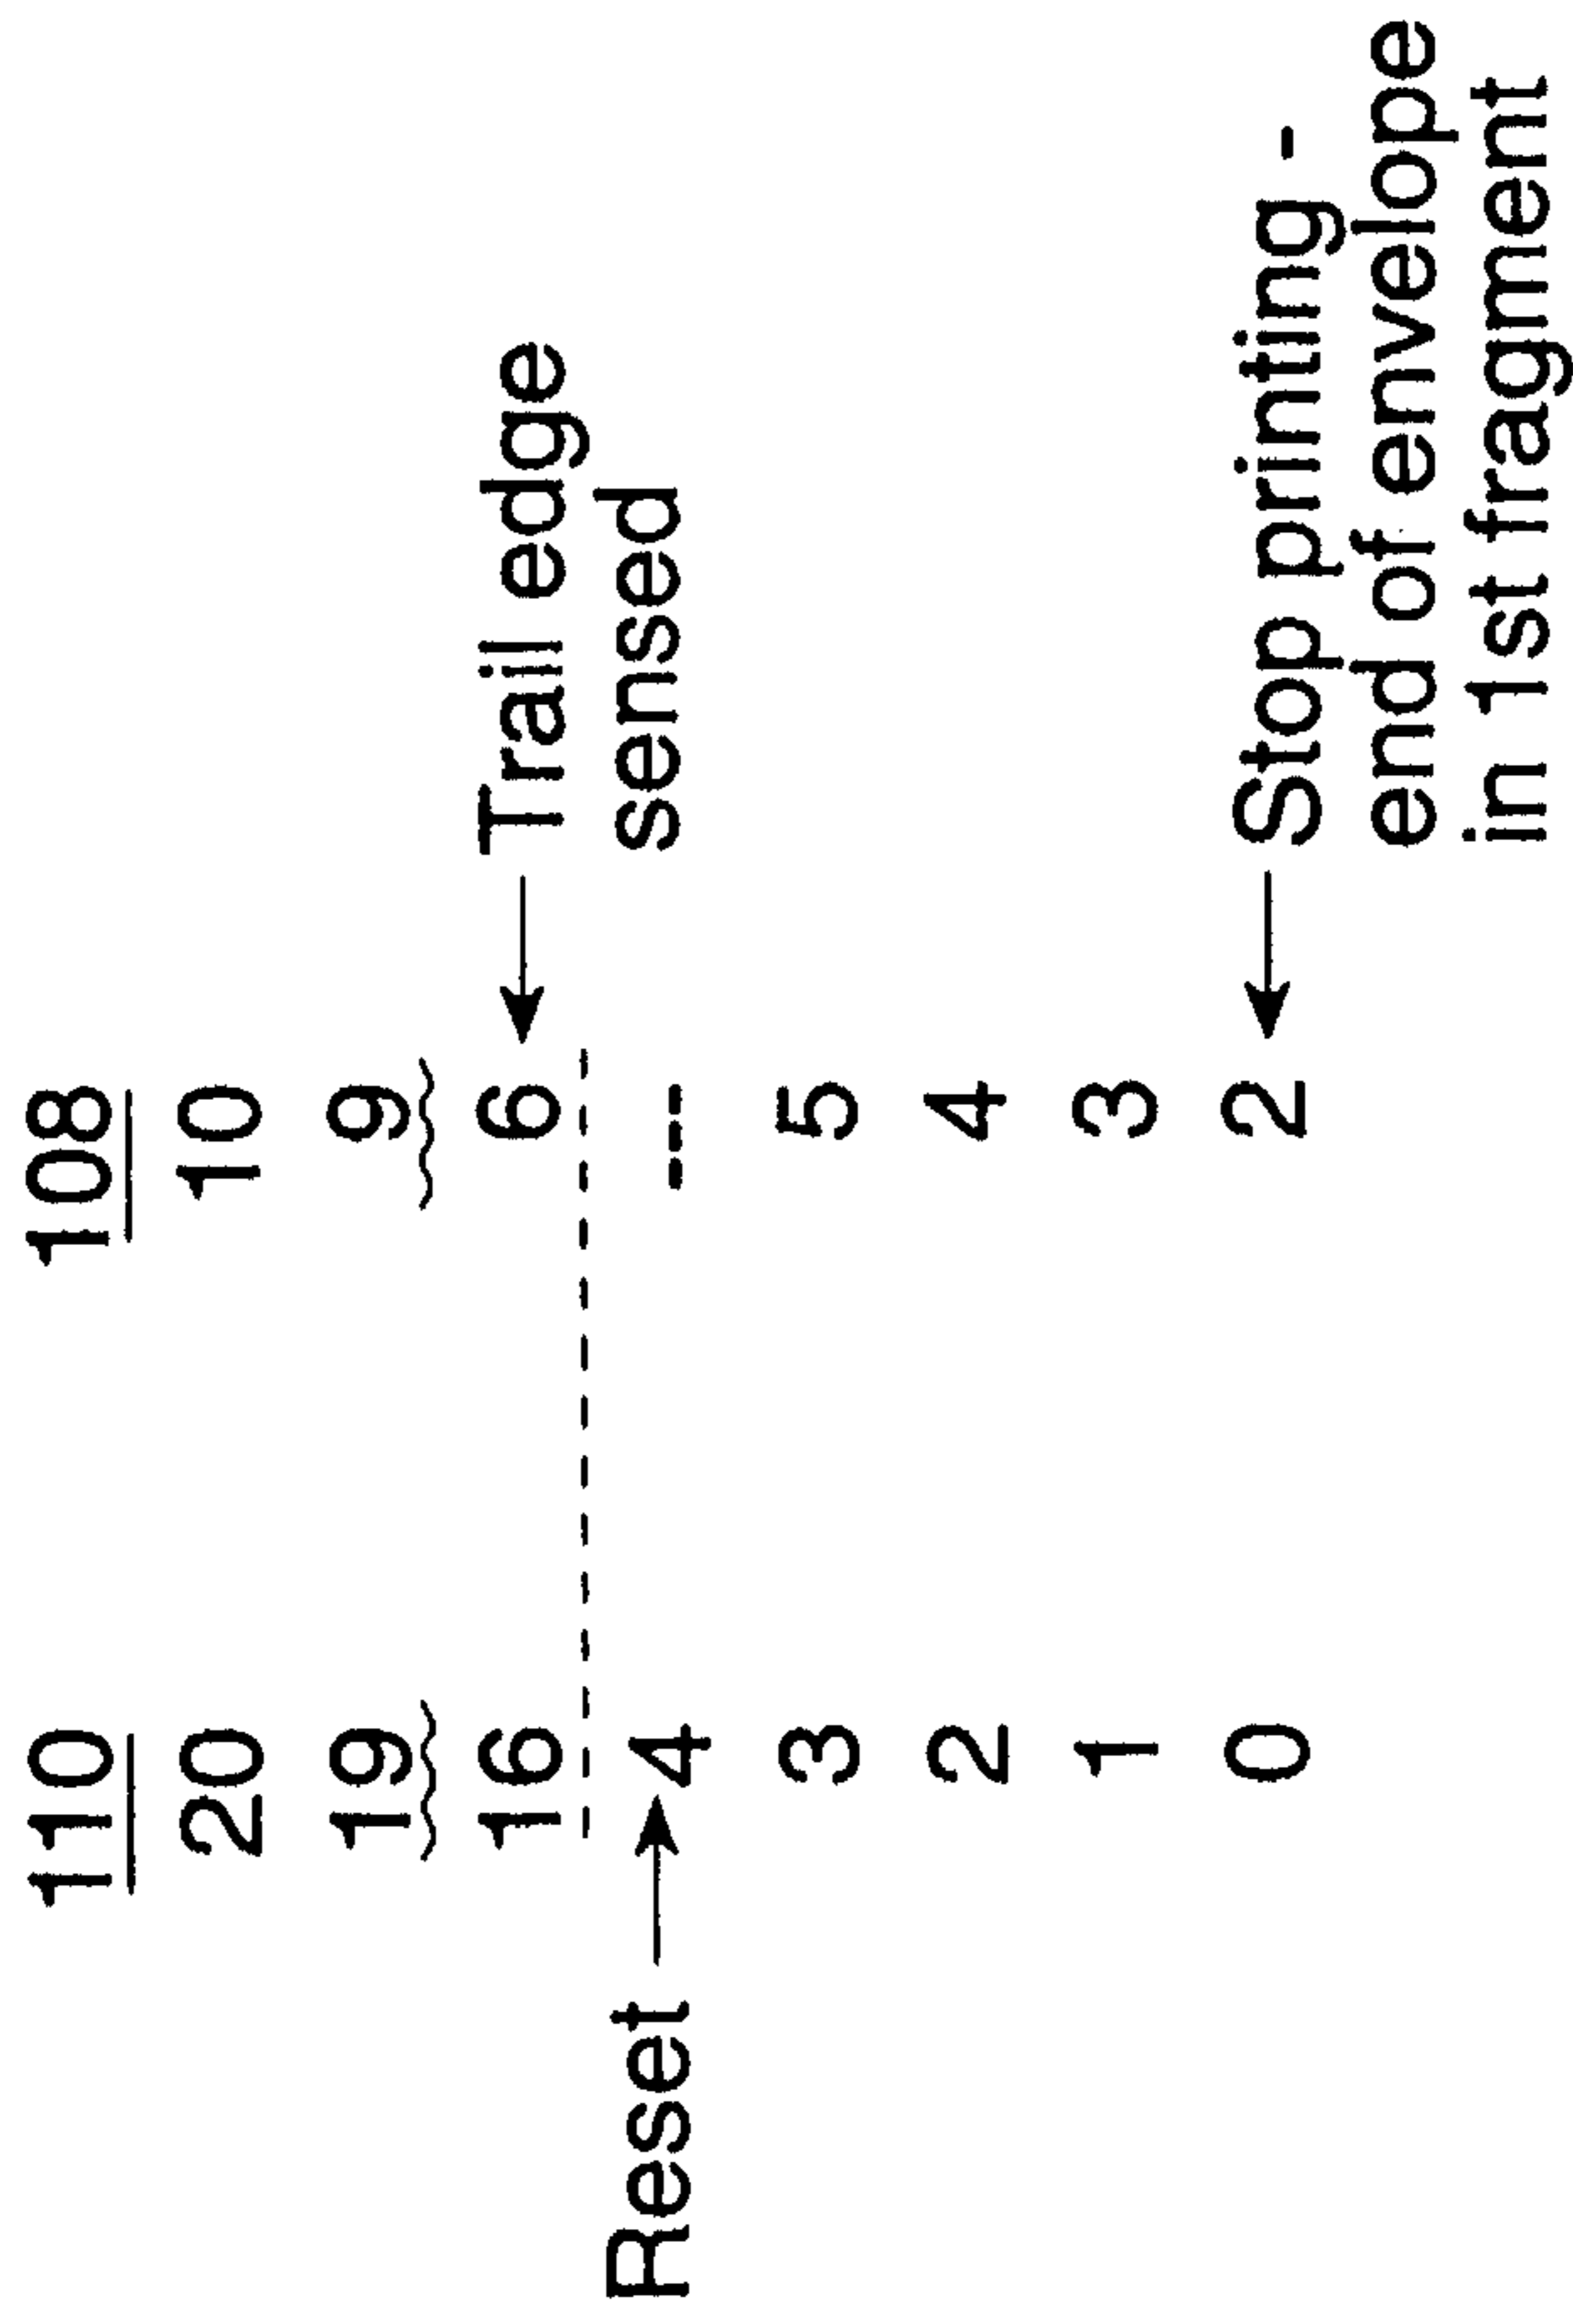 110 108
20 10
19 9
16 6 Trail edge
sensed
Reset 4 ---
3 5
2 4
1 3
0 2 Stop printing -
end of envelope
in 1st fragment